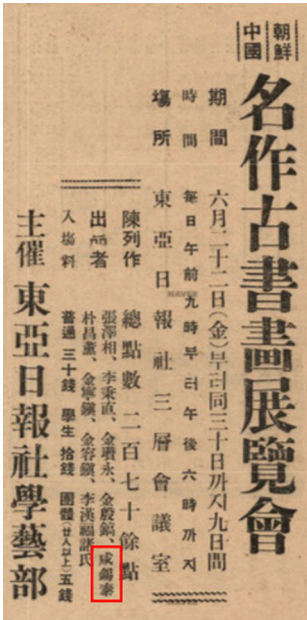 朝鮮
中國
名作古書畵展覽會
期間 六月二十二日(金)부터同三十日까지九日間
時間 每日午前九時부터午後六時까지
塲所 東亞日報社三層會議室
陳列作 總點數 二百七十餘點
出品者 張澤相、李秉直、金瓚永、金殷鎬、咸錫泰
朴昌薰、金寧鎭、金容鎭、李漢福諸氏
入塲料 普通 三十錢 學生 拾錢 團體(廿人以上)五錢
主催 東亞日報社學藝部